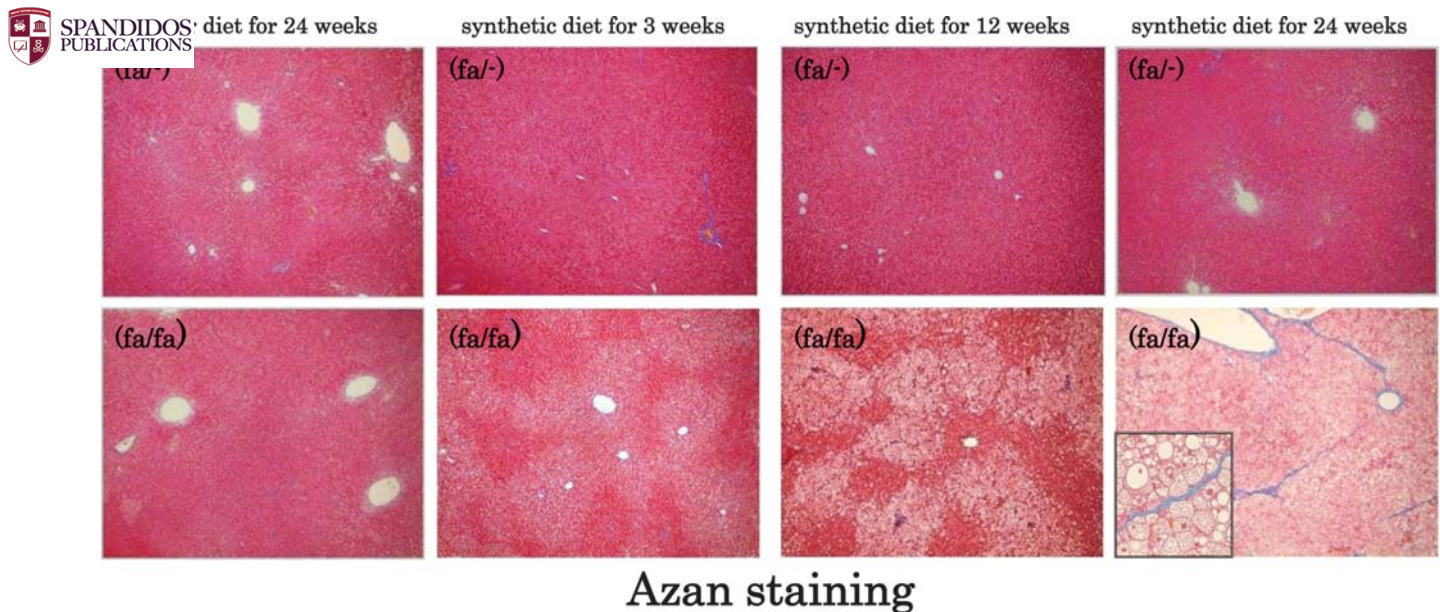 SPANDIDOS
PUBLICATIONS
diet for 24 weeks
synthetic diet for 3 weeks
synthetic diet for 12 weeks
synthetic diet for 24 weeks
(fa/-)
(fa/-)
(fa/-)
(fa/-)
(fa/fa)
(fa/fa)
(fa/fa)
(fa/fa)
Azan staining